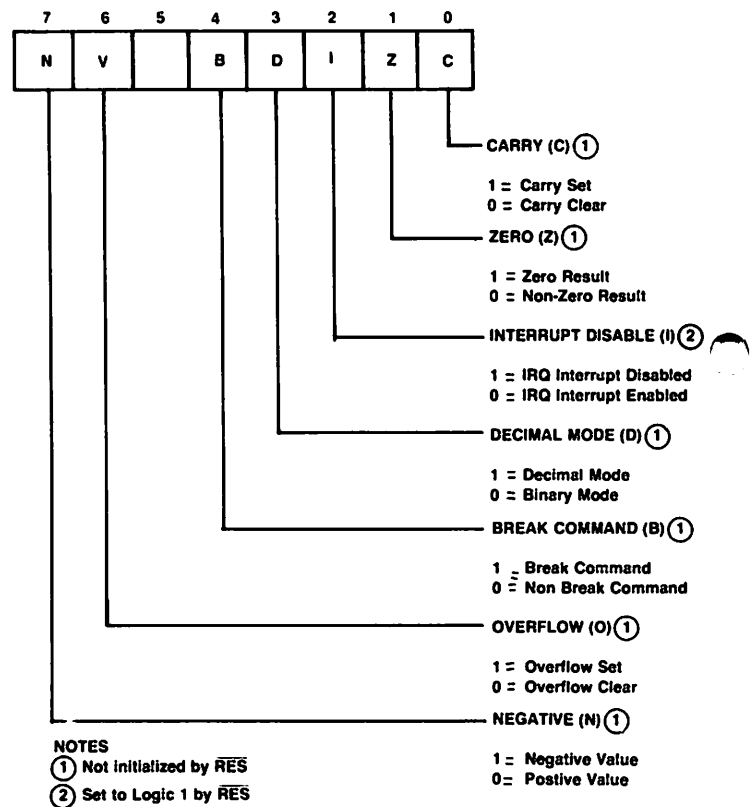 7 6 5 4 3 2 1 0
N V B D I Z C
CARRY (C) ①
1 = Carry Set
0 = Carry Clear
ZERO (Z) ①
1 = Zero Result
0 = Non-Zero Result
INTERRUPT DISABLE (I) ②
1 = IRQ Interrupt Disabled
0 = IRQ Interrupt Enabled
DECIMAL MODE (D) ①
1 = Decimal Mode
0 = Binary Mode
BREAK COMMAND (B) ①
1 = Break Command
0 = Non Break Command
OVERFLOW (O) ①
1 = Overflow Set
0 = Overflow Clear
NEGATIVE (N) ①
1 = Negative Value
0 = Postive Value
NOTES
① Not initialized by R̅E̅S̅
② Set to Logic 1 by R̅E̅S̅